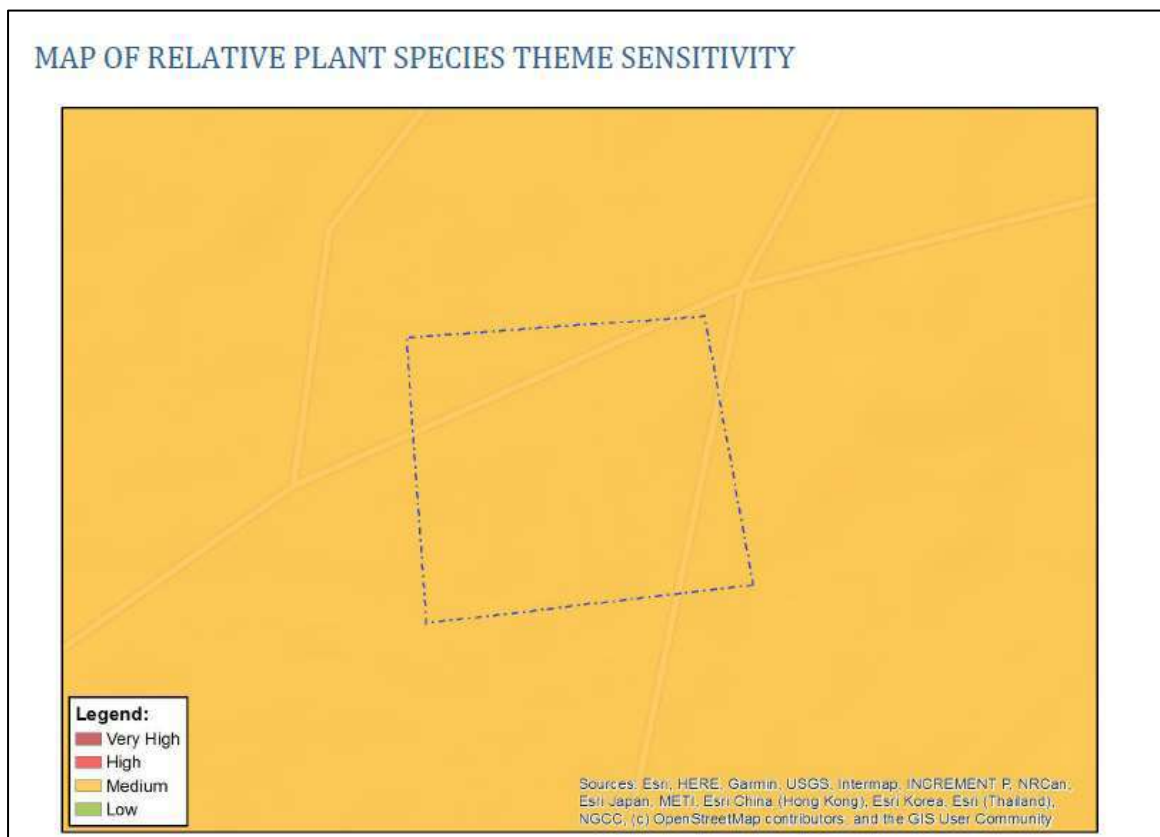 MAP OF RELATIVE PLANT SPECIES THEME SENSITIVITY
Legend:
Very High
High
Medium
Low
Sources: Esri, HERE, Garmin, USGS, Intermap, INCREMENT P, NRCan,
Esri Japan, METI, Esri China (Hong Kong), Esri Korea, Esri (Thailand),
NGCC, (c) OpenStreetMap contributors, and the GIS User Community